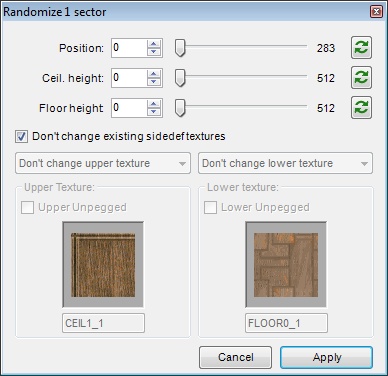 Randomize 1 sector
Position: 0 283
Ceil. height: 0 512
Floor height: 0 512
Don't change existing sidedef textures
Don't change upper texture Don't change lower texture
Upper Texture: Lower texture:
Upper Unpegged Lower Unpegged
CEIL1_1 FLOOR0_1
Cancel Apply